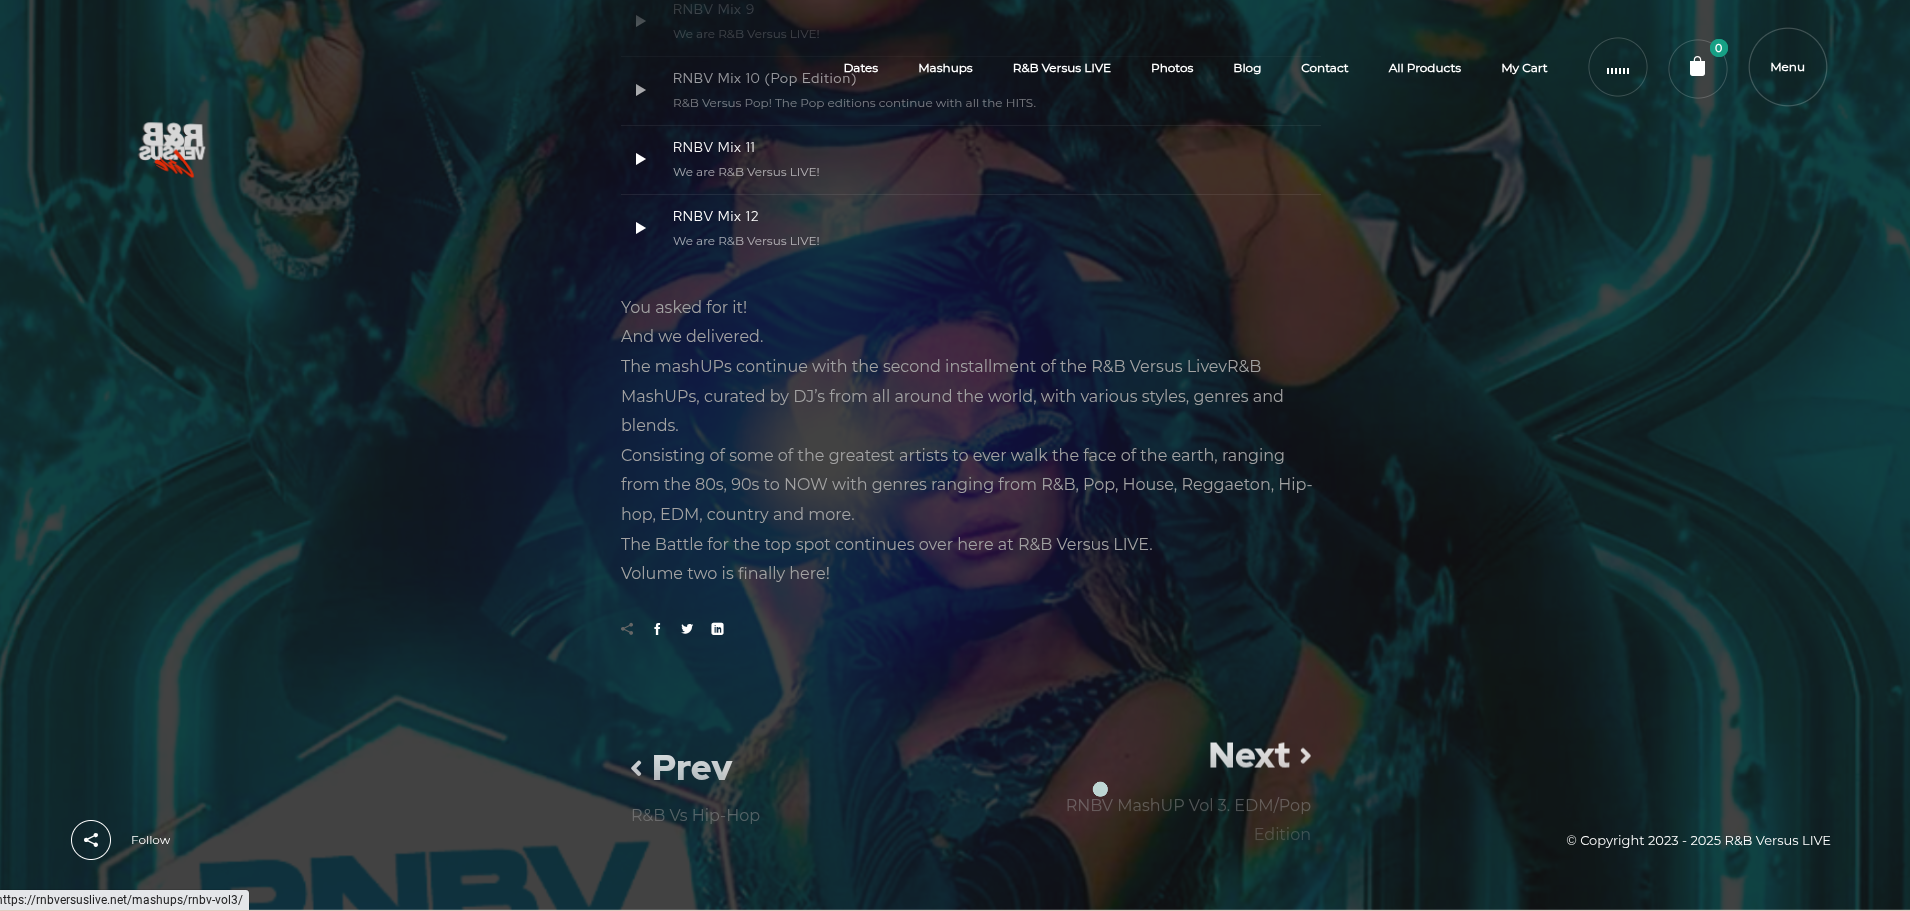 RNBV Mix 9
We are R&B Versus LIVE!
Dates
Mashups
R&B Versus LIVE
Photos
Blog
Contact
All Products
My Cart
0
Menu
RNBV Mix 10 (Pop Edition)
R&B Versus Pop! The Pop editions continue with all the HITS.
R&B
VERSUS
RNBV Mix 11
We are R&B Versus LIVE!
RNBV Mix 12
We are R&B Versus LIVE!
You asked for it!
And we delivered.
The mashUPs continue with the second installment of the R&B Versus LivevR&B
MashUPs, curated by DJ’s from all around the world, with various styles, genres and
blends.
Consisting of some of the greatest artists to ever walk the face of the earth, ranging
from the 80s, 90s to NOW with genres ranging from R&B, Pop, House, Reggaeton, Hip-
hop, EDM, country and more.
The Battle for the top spot continues over here at R&B Versus LIVE.
Volume two is finally here!
Prev
R&B Vs Hip-Hop
Next
RNBV MashUP Vol 3. EDM/Pop
Edition
Follow
© Copyright 2023 - 2025 R&B Versus LIVE
RNBV
https://rnbversuslive.net/mashups/rnbv-vol3/